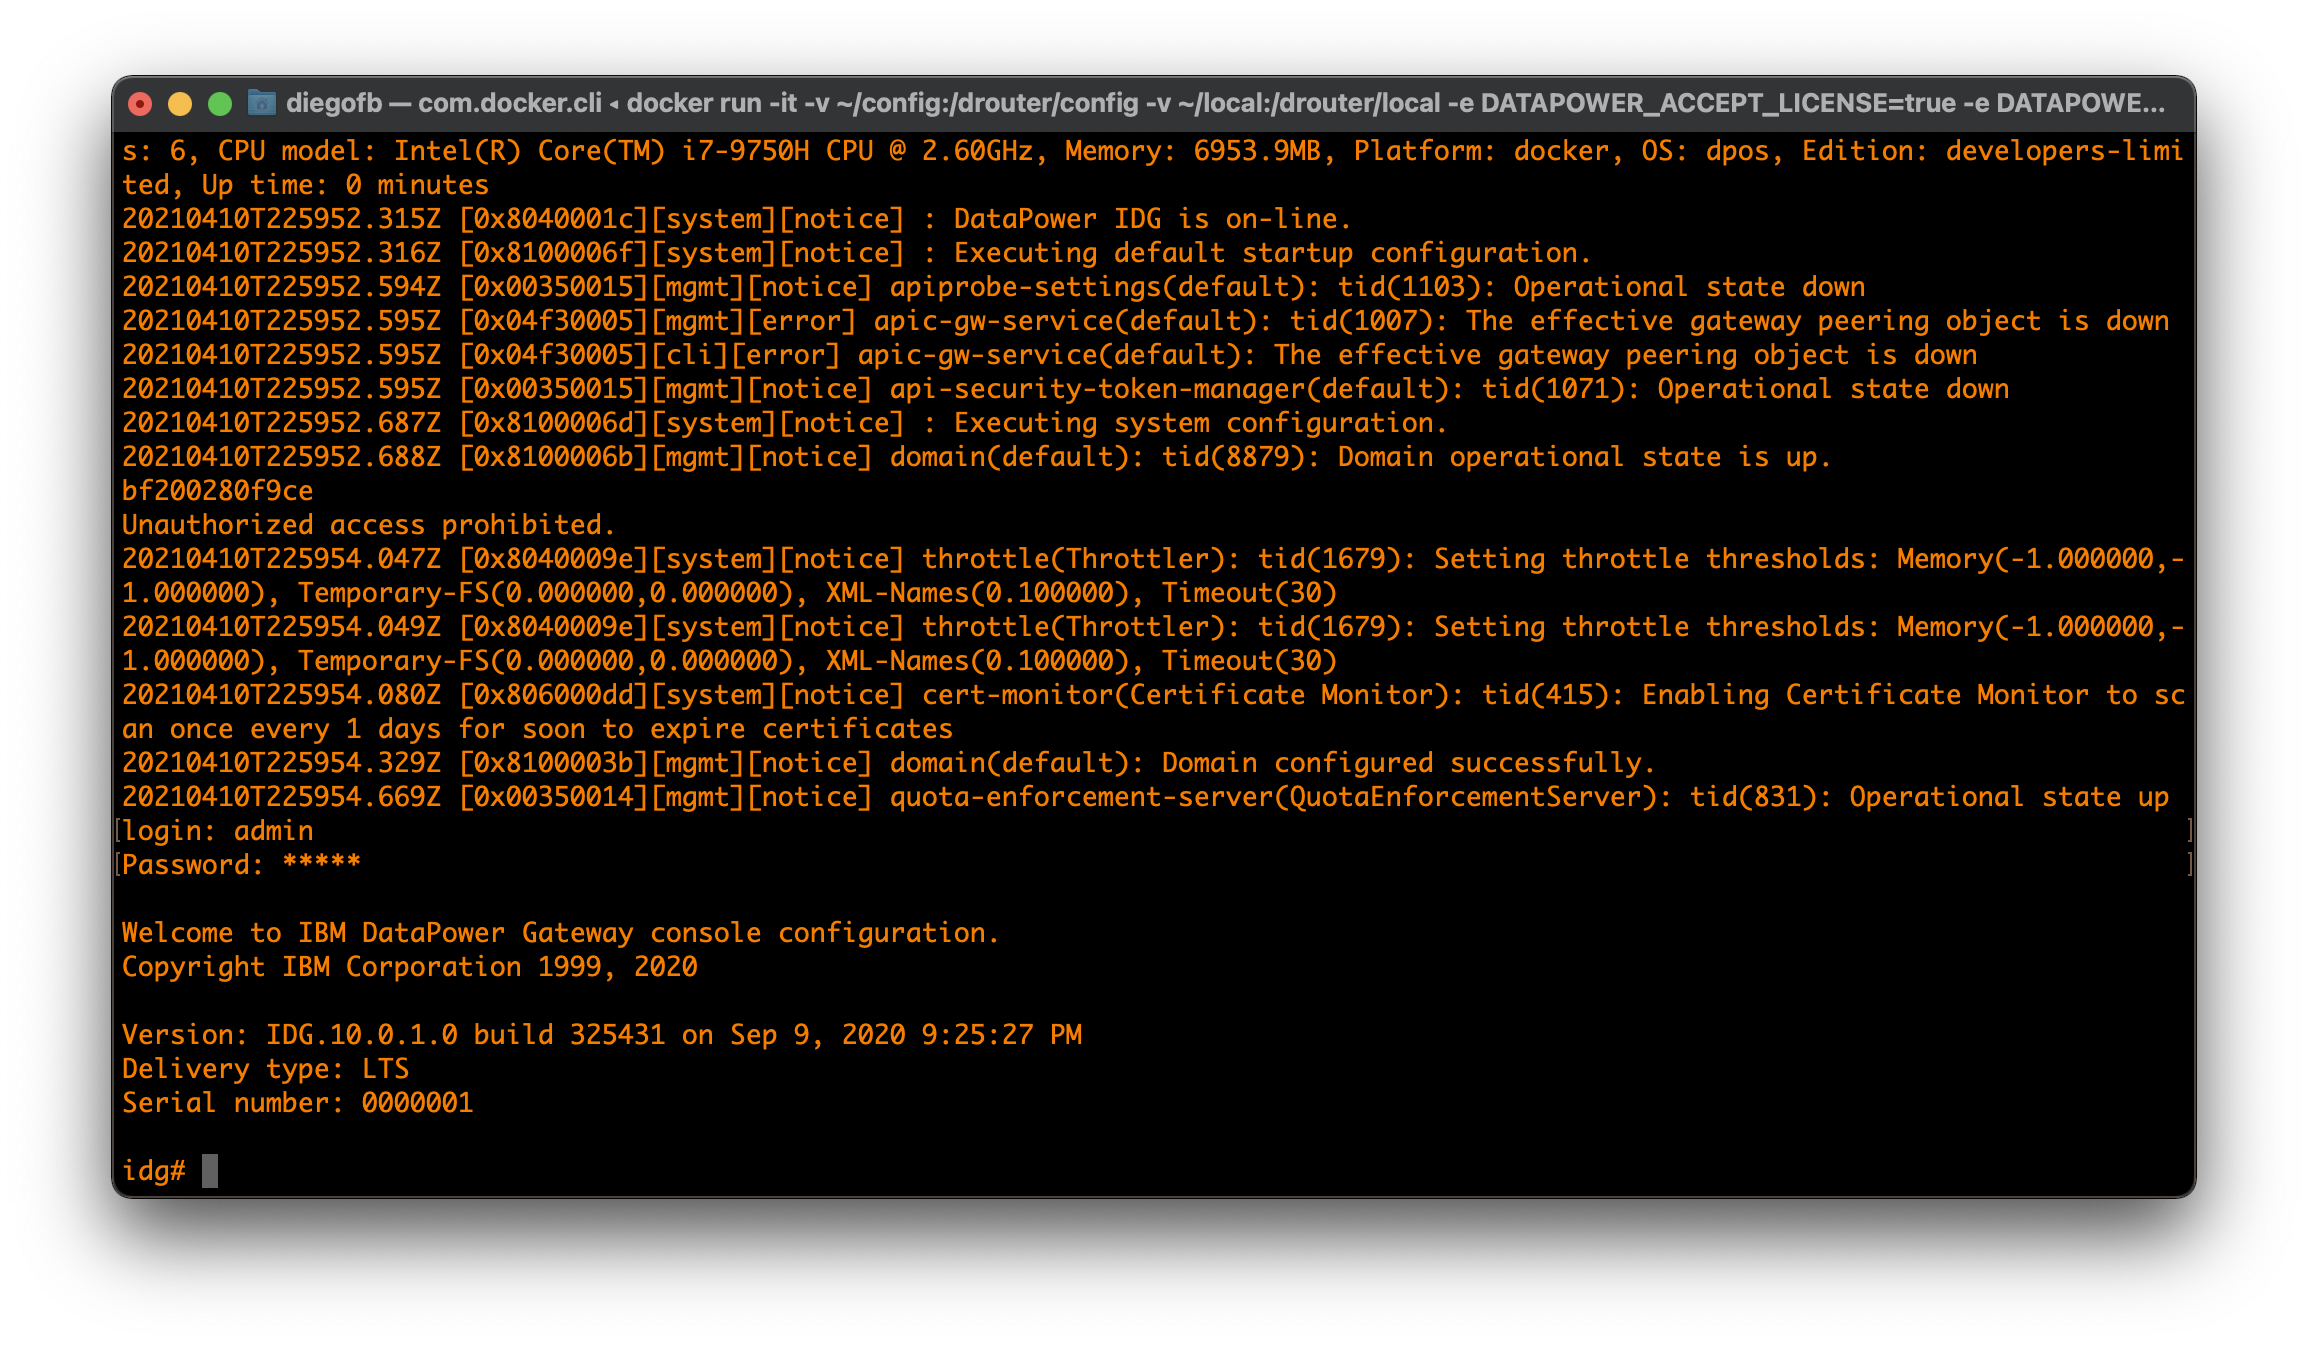 diegofb — com.docker.cli ◂ docker run -it -v ~/config:/drouter/config -v ~/local:/drouter/local -e DATAPOWER_ACCEPT_LICENSE=true -e DATAPOWE...
s: 6, CPU model: Intel(R) Core(TM) i7-9750H CPU @ 2.60GHz, Memory: 6953.9MB, Platform: docker, OS: dpos, Edition: developers-limi
ted, Up time: 0 minutes
20210410T225952.315Z [0x8040001c][system][notice] : DataPower IDG is on-line.
20210410T225952.316Z [0x8100006f][system][notice] : Executing default startup configuration.
20210410T225952.594Z [0x00350015][mgmt][notice] apiprobe-settings(default): tid(1103): Operational state down
20210410T225952.595Z [0x04f30005][mgmt][error] apic-gw-service(default): tid(1007): The effective gateway peering object is down
20210410T225952.595Z [0x04f30005][cli][error] apic-gw-service(default): The effective gateway peering object is down
20210410T225952.595Z [0x00350015][mgmt][notice] api-security-token-manager(default): tid(1071): Operational state down
20210410T225952.687Z [0x8100006d][system][notice] : Executing system configuration.
20210410T225952.688Z [0x8100006b][mgmt][notice] domain(default): tid(8879): Domain operational state is up.
bf200280f9ce
Unauthorized access prohibited.
20210410T225954.047Z [0x8040009e][system][notice] throttle(Throttler): tid(1679): Setting throttle thresholds: Memory(-1.000000,-
1.000000), Temporary-FS(0.000000,0.000000), XML-Names(0.100000), Timeout(30)
20210410T225954.049Z [0x8040009e][system][notice] throttle(Throttler): tid(1679): Setting throttle thresholds: Memory(-1.000000,-
1.000000), Temporary-FS(0.000000,0.000000), XML-Names(0.100000), Timeout(30)
20210410T225954.080Z [0x806000dd][system][notice] cert-monitor(Certificate Monitor): tid(415): Enabling Certificate Monitor to sc
an once every 1 days for soon to expire certificates
20210410T225954.329Z [0x8100003b][mgmt][notice] domain(default): Domain configured successfully.
20210410T225954.669Z [0x00350014][mgmt][notice] quota-enforcement-server(QuotaEnforcementServer): tid(831): Operational state up
[login: admin]
[Password: *****]
Welcome to IBM DataPower Gateway console configuration.
Copyright IBM Corporation 1999, 2020
Version: IDG.10.0.1.0 build 325431 on Sep 9, 2020 9:25:27 PM
Delivery type: LTS
Serial number: 0000001
idg#